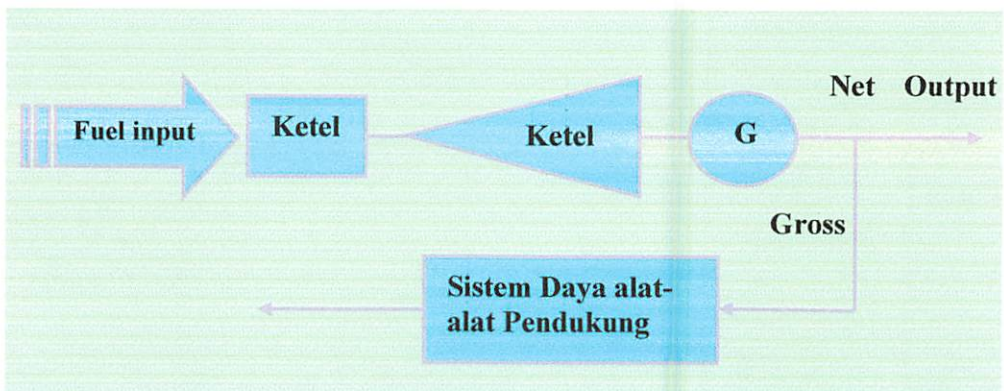 Net Output
Fuel input
Ketel
Ketel
G
Gross
Sistem Daya alat-
alat Pendukung